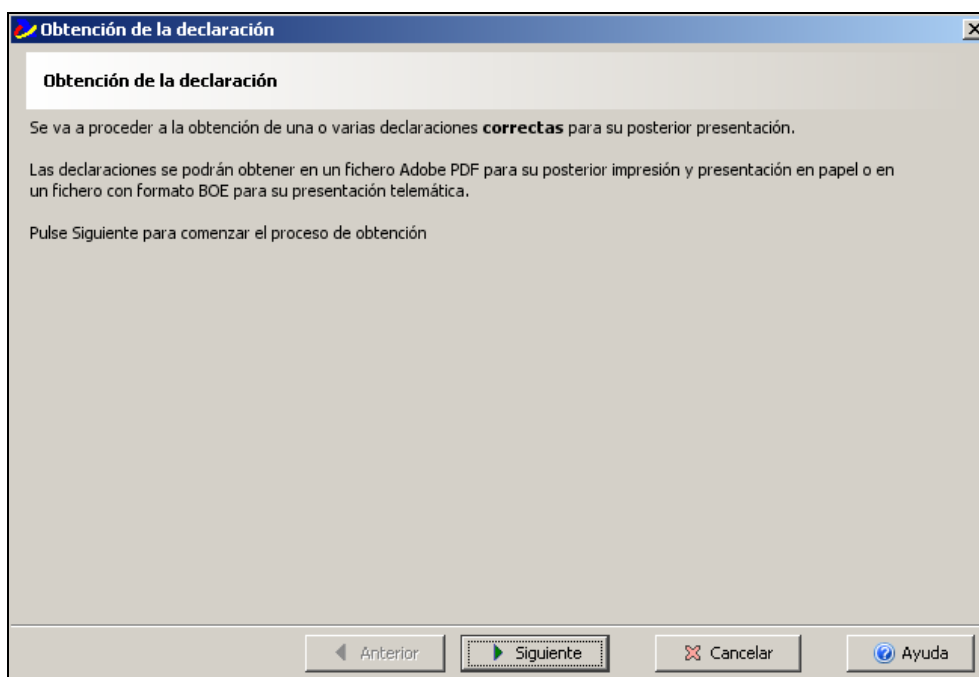 Obtención de la declaración
Obtención de la declaración
Se va a proceder a la obtención de una o varias declaraciones correctas para su posterior presentación.
Las declaraciones se podrán obtener en un fichero Adobe PDF para su posterior impresión y presentación en papel o en
un fichero con formato BOE para su presentación telemática.
Pulse Siguiente para comenzar el proceso de obtención
Anterior Siguiente Cancelar Ayuda